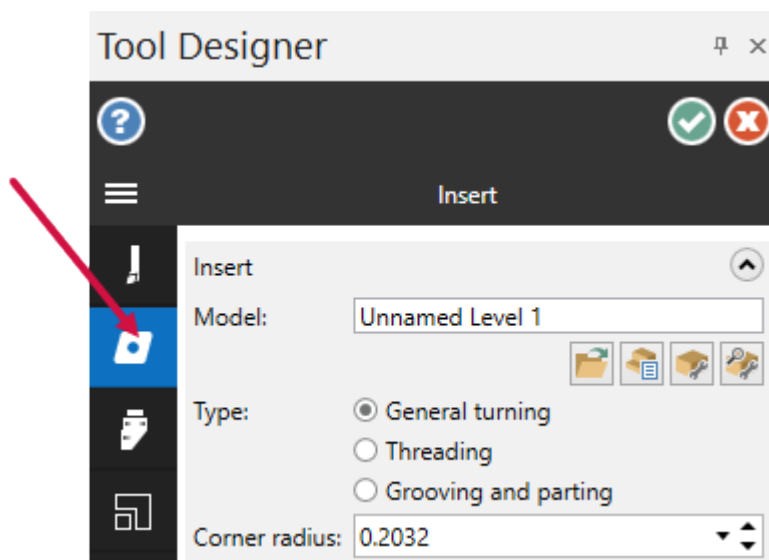 Tool Designer
Insert
Insert
Model: Unnamed Level 1
Type: General turning
Threading
Grooving and parting
Corner radius: 0.2032